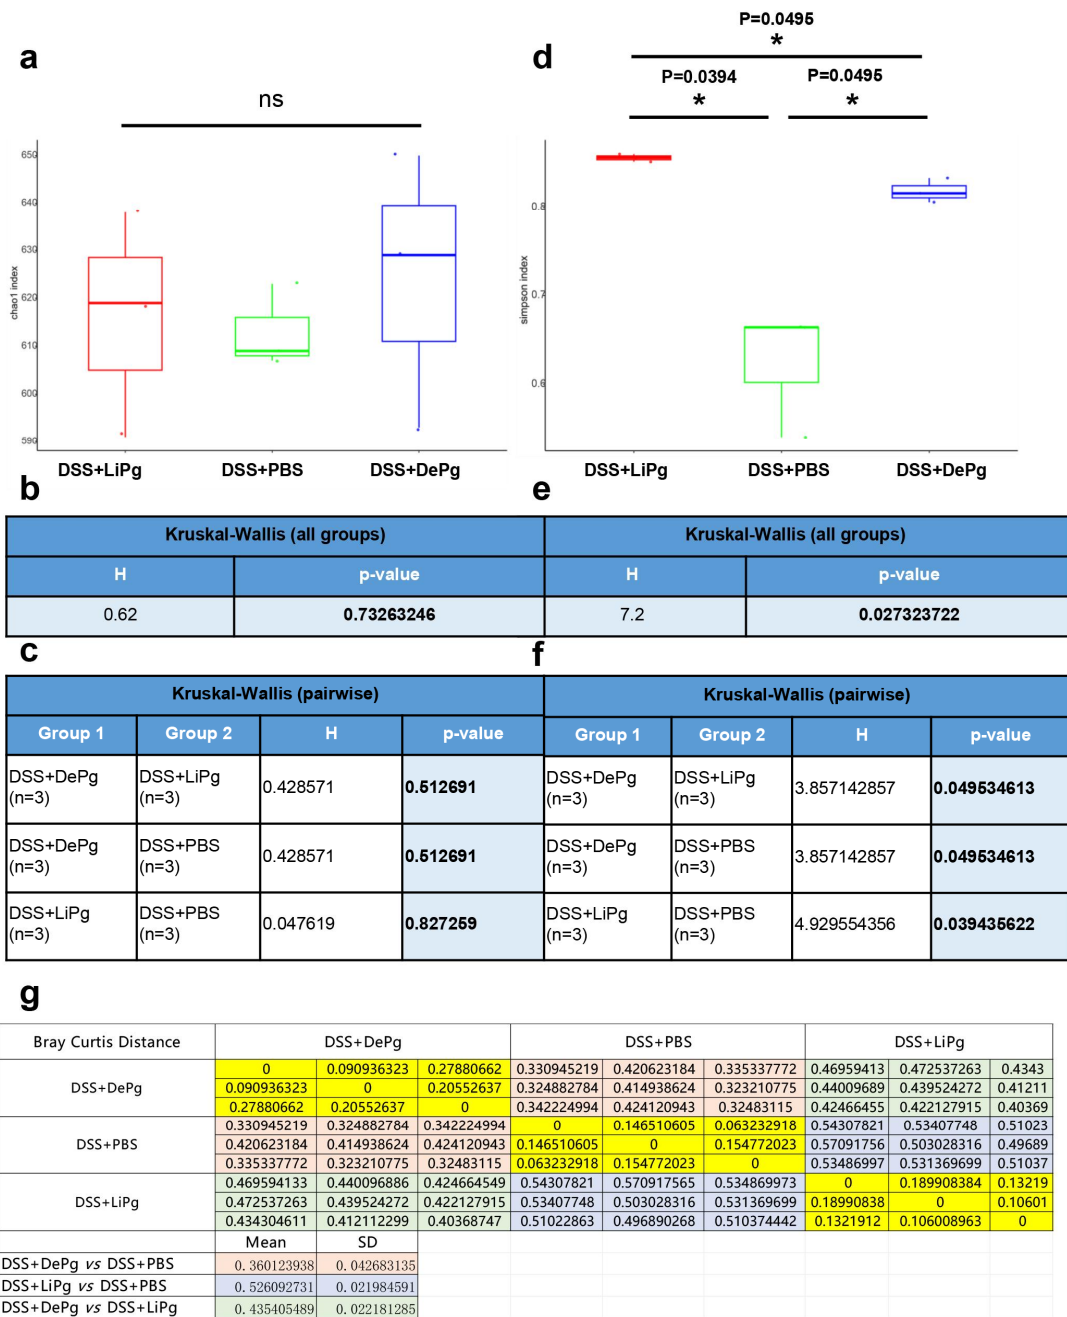 a
ns
chao1 index
650
640
630
620
610
600
590
DSS+LiPg
DSS+PBS
DSS+DePg
d
P=0.0495
*
P=0.0394
*
P=0.0495
*
simpson index
0.8
0.7
0.6
DSS+LiPg
DSS+PBS
DSS+DePg
b
Kruskal-Wallis (all groups)
H p-value
0.62 0.73263246
e
Kruskal-Wallis (all groups)
H p-value
7.2 0.027323722
c
Kruskal-Wallis (pairwise)
Group 1 Group 2 H p-value
DSS+DePg (n=3) DSS+LiPg (n=3) 0.428571 0.512691
DSS+DePg (n=3) DSS+PBS (n=3) 0.428571 0.512691
DSS+LiPg (n=3) DSS+PBS (n=3) 0.047619 0.827259
f
Kruskal-Wallis (pairwise)
Group 1 Group 2 H p-value
DSS+DePg (n=3) DSS+LiPg (n=3) 3.857142857 0.049534613
DSS+DePg (n=3) DSS+PBS (n=3) 3.857142857 0.049534613
DSS+LiPg (n=3) DSS+PBS (n=3) 4.929554356 0.039435622
g
Bray Curtis Distance DSS+DePg DSS+PBS DSS+LiPg
DSS+DePg
0 0.090936323 0.27880662 0.330945219 0.420623184 0.335337772 0.46959413 0.472537263 0.4343
0.090936323 0 0.20552637 0.324882784 0.414938624 0.323210775 0.44009689 0.439524272 0.41211
0.27880662 0.20552637 0 0.342224994 0.424120943 0.32483115 0.42466455 0.422127915 0.40369
DSS+PBS
0.330945219 0.324882784 0.342224994 0 0.146510605 0.063232918 0.54307821 0.53407748 0.51023
0.420623184 0.414938624 0.424120943 0.146510605 0 0.154772023 0.57091756 0.503028316 0.49689
0.335337772 0.323210775 0.32483115 0.063232918 0.154772023 0 0.53486997 0.531369699 0.51037
DSS+LiPg
0.469594133 0.440096886 0.424664549 0.54307821 0.570917565 0.534869973 0 0.189908384 0.13219
0.472537263 0.439524272 0.422127915 0.53407748 0.503028316 0.531369699 0.18990838 0 0.10601
0.434304611 0.412112299 0.40368747 0.51022863 0.496890268 0.510374442 0.1321912 0.106008963 0
Mean SD
DSS+DePg vs DSS+PBS 0.360123938 0.042683135
DSS+LiPg vs DSS+PBS 0.526092731 0.021984591
DSS+DePg vs DSS+LiPg 0.435405489 0.022181285